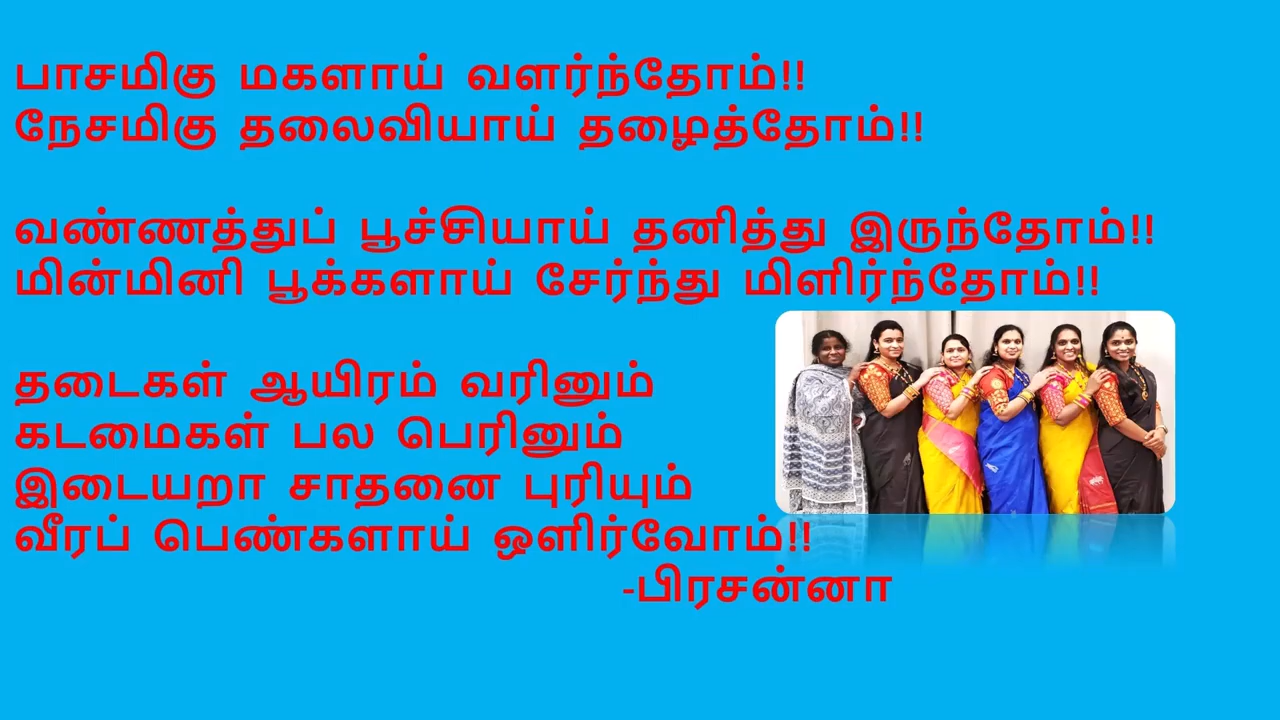 பாசமிகு மகளாய் வளர்ந்தோம்!!
நேசமிகு தலைவியாய் தழைத்தோம்!!
வண்ணத்துப் பூச்சியாய் தனித்து இருந்தோம்!!
மின்மினி பூக்களாய் சேர்ந்து மிளிர்ந்தோம்!!
தடைகள் ஆயிரம் வரினும்
கடமைகள் பல பெரினும்
இடையறா சாதனை புரியும்
வீரப் பெண்களாய் ஒளிர்வோம்!!
-பிரசன்னா